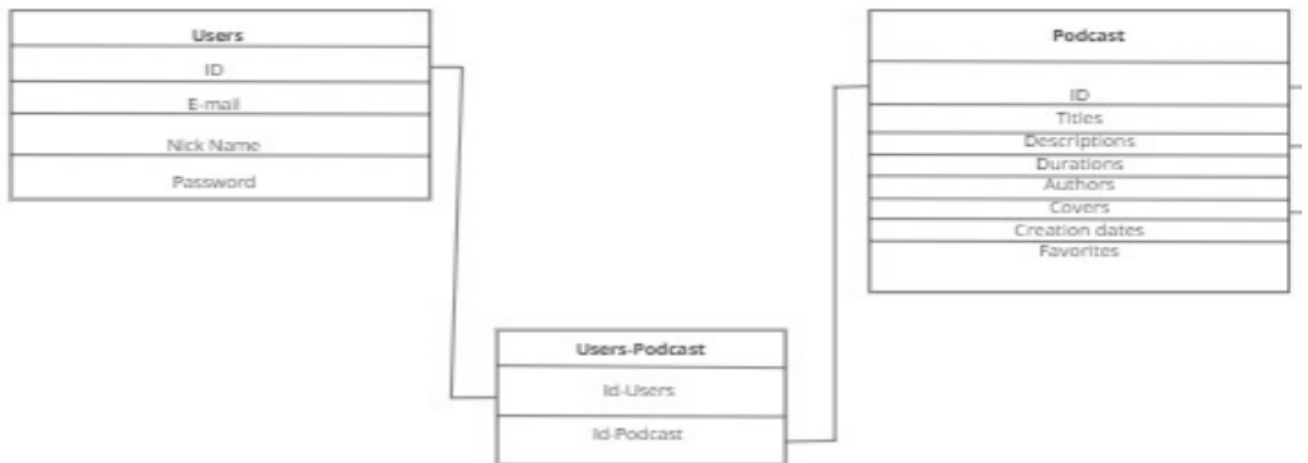 Users
ID
E-mail
Nick Name
Password
Podcast
ID
Titles
Descriptions
Durations
Authors
Covers
Creation dates
Favorites
Users-Podcast
Id-Users
Id-Podcast